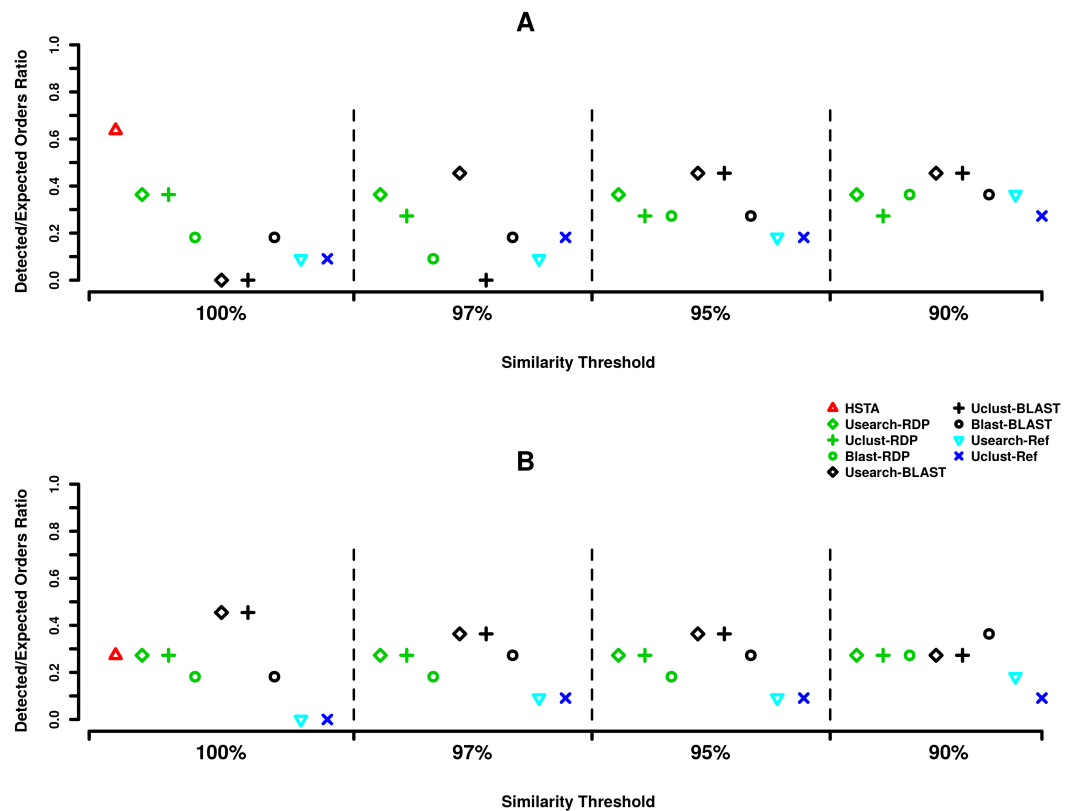 A
Detected/Expected Orders Ratio
1.0
0.8
0.6
0.4
0.2
0.0
100% 97% 95% 90%
Similarity Threshold
HSTA
Usearch-RDP
Uclust-RDP
Blast-RDP
Usearch-BLAST
Uclust-BLAST
Blast-BLAST
Usearch-Ref
Uclust-Ref
B
Detected/Expected Orders Ratio
1.0
0.8
0.6
0.4
0.2
0.0
100% 97% 95% 90%
Similarity Threshold